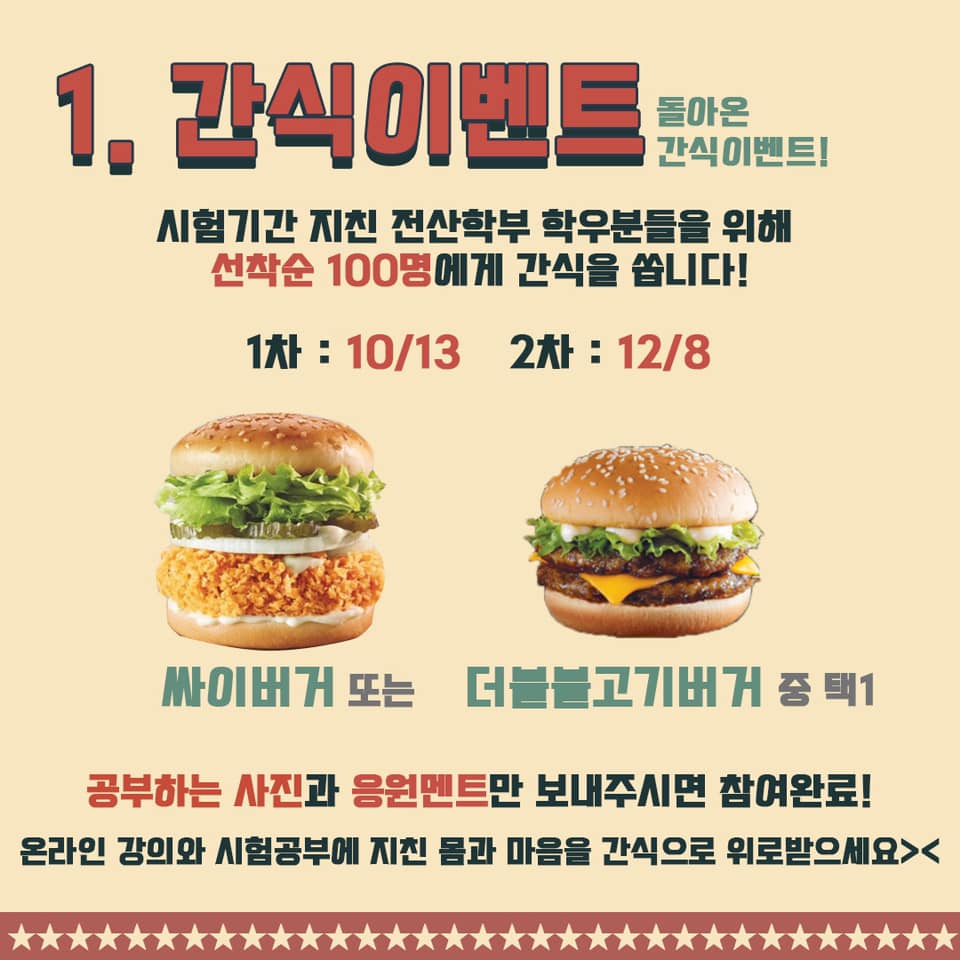 1. 간식이벤트
돌아온
간식이벤트!
시험기간 지친 전산학부 학우분들을 위해
선착순 100명에게 간식을 쏩니다!
1차 : 10/13 2차 : 12/8
싸이버거 또는 더블불고기버거 중 택1
공부하는 사진과 응원멘트만 보내주시면 참여완료!
온라인 강의와 시험공부에 지친 몸과 마음을 간식으로 위로받으세요><